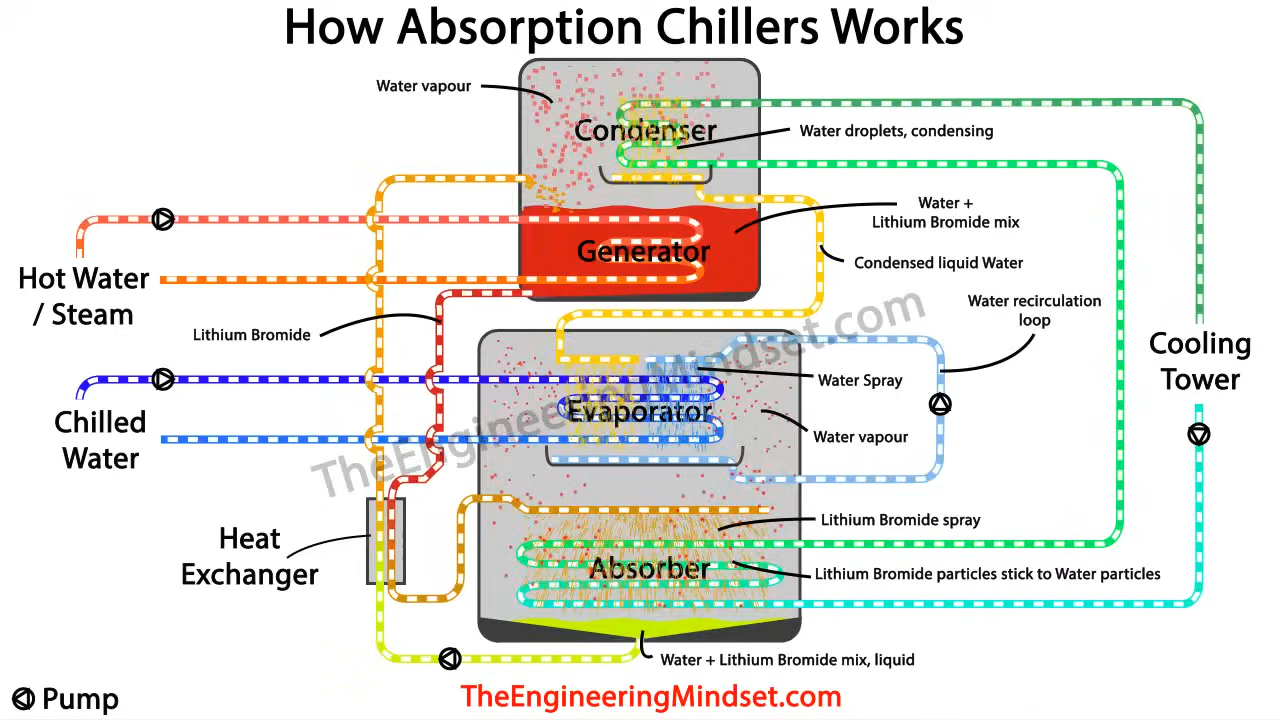 How Absorption Chillers Works
Water vapour
Condenser
Water droplets, condensing
Water +
Lithium Bromide mix
Generator
Condensed liquid Water
Hot Water
/ Steam
Lithium Bromide
Water recirculation
loop
Cooling
Tower
Water Spray
Evaporator
Water vapour
Chilled
Water
TheEngineeringMindset.com
Heat
Exchanger
Lithium Bromide spray
Absorber
Lithium Bromide particles stick to Water particles
Water + Lithium Bromide mix, liquid
Pump
TheEngineeringMindset.com